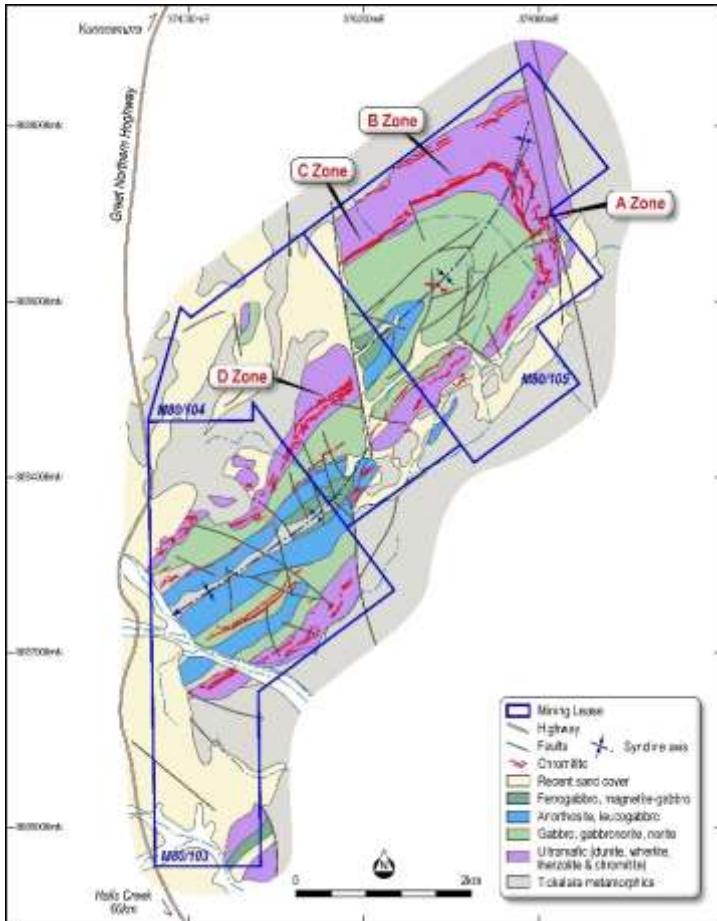 Great Northern Highway
B Zone
C Zone
A Zone
D Zone
M80/104
M80/105
M80/103
Halls Creek
Mining Lease
Highway
Faults
Syncline axis
Chromitite
Recent sand cover
Ferrogabbro, magnetite-gabbro
Anorthosite, leucogabbro
Gabbro, gabbronorite, norite
Ultramafic (dunite, wherlite,
lherzolite & chromitite)
Tickalara metamorphics
N
0
2km